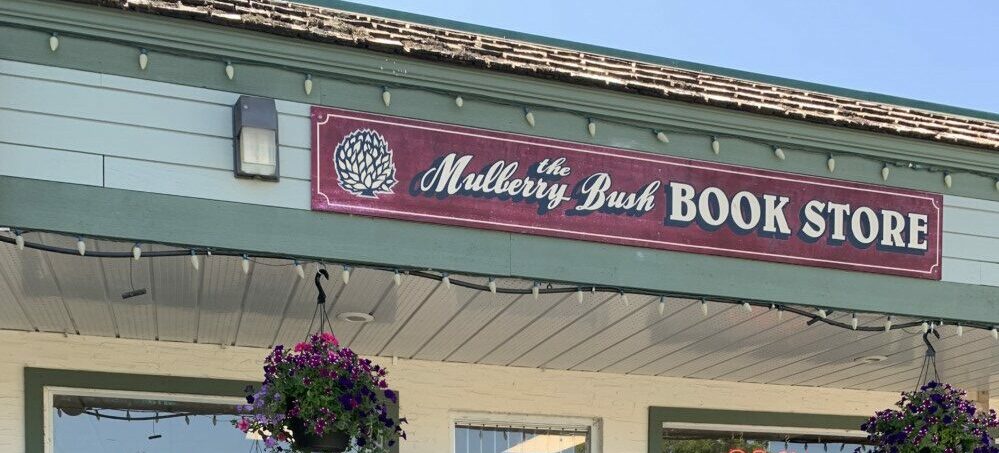 the Mulberry Bush BOOK STORE